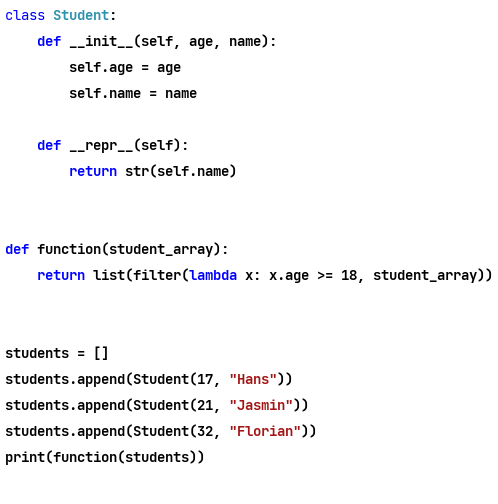 class Student:
    def __init__(self, age, name):
        self.age = age
        self.name = name

    def __repr__(self):
        return str(self.name)


def function(student_array):
    return list(filter(lambda x: x.age >= 18, student_array))


students = []
students.append(Student(17, "Hans"))
students.append(Student(21, "Jasmin"))
students.append(Student(32, "Florian"))
print(function(students))